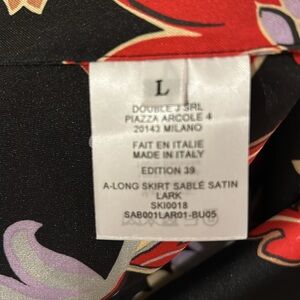 L
DOUBLE J SRL
PIAZZA ARCOLE 4
20143 MILANO
FAIT EN ITALIE
MADE IN ITALY
EDITION 39
A-LONG SKIRT SABLÉ SATIN
LARK
SKI0018
SAB001LAR01-BU05